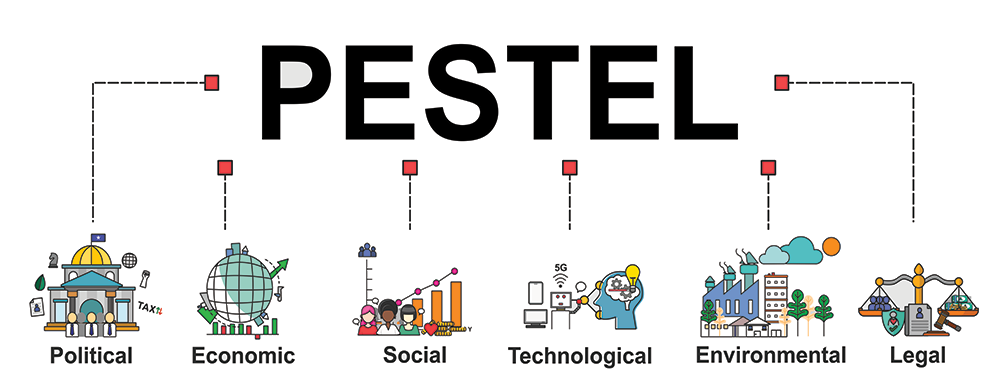 PESTEL
5G
TAX%
Y
Political
Economic
Social
Technological
Environmental
Legal